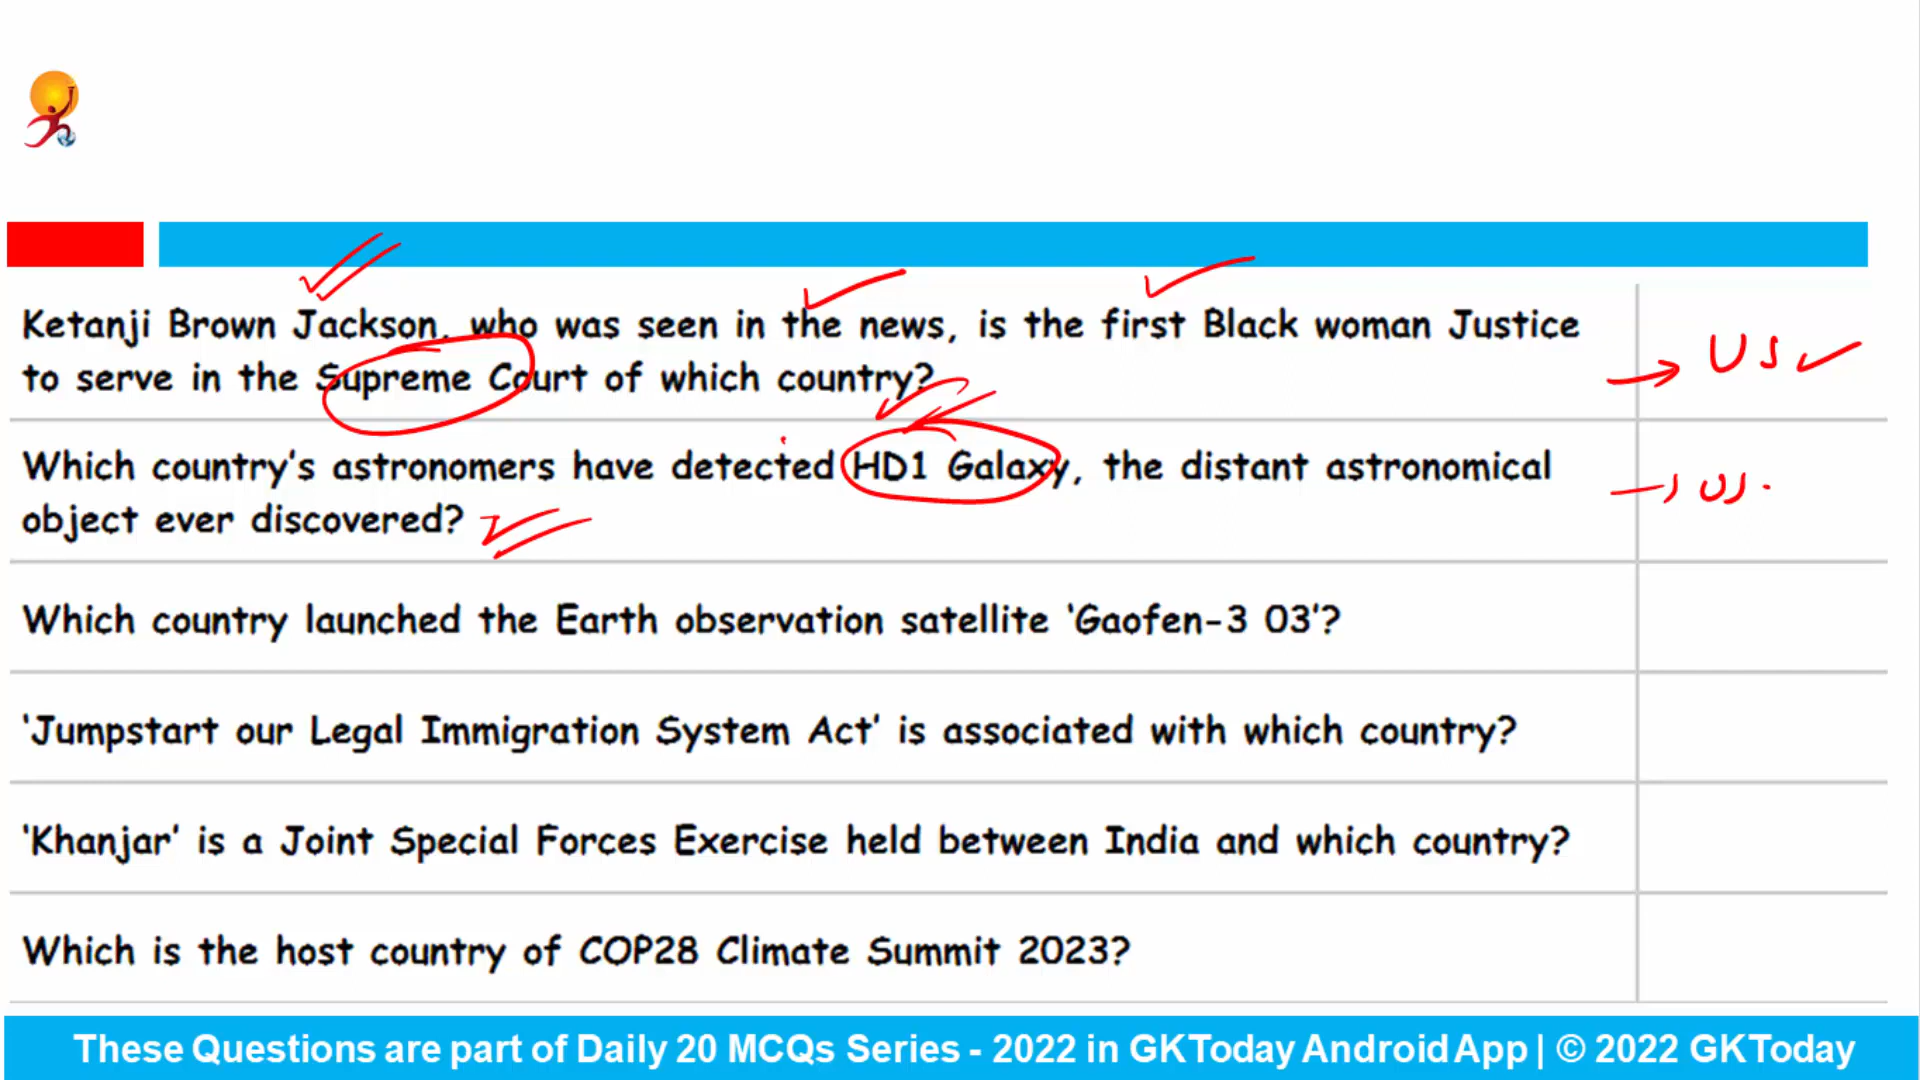 Ketanji Brown Jackson, who was seen in the news, is the first Black woman Justice
to serve in the Supreme Court of which country?
→ US
Which country's astronomers have detected HD1 Galaxy, the distant astronomical
object ever discovered?
→ US.
Which country launched the Earth observation satellite 'Gaofen-3 03'?
'Jumpstart our Legal Immigration System Act' is associated with which country?
'Khanjar' is a Joint Special Forces Exercise held between India and which country?
Which is the host country of COP28 Climate Summit 2023?
These Questions are part of Daily 20 MCQs Series - 2022 in GKToday Android App | © 2022 GKToday